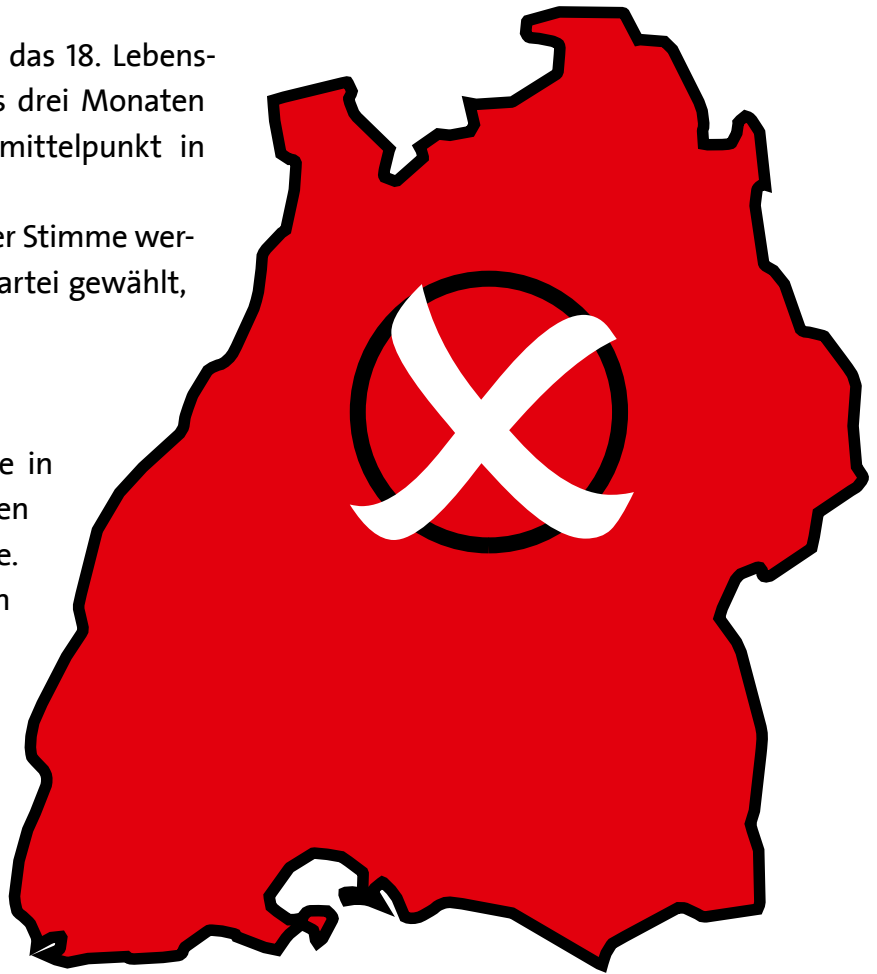 das 18. Lebens-
s drei Monaten
mittelpunkt in
er Stimme wer-
artei gewählt,
e in
en
e.
n